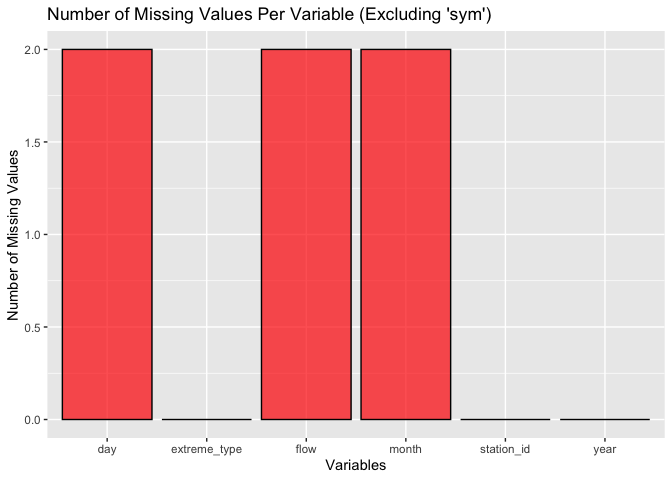 Number of Missing Values Per Variable (Excluding 'sym')
2.0
1.5
1.0
0.5
0.0
Number of Missing Values
day extreme_type flow month station_id year
Variables